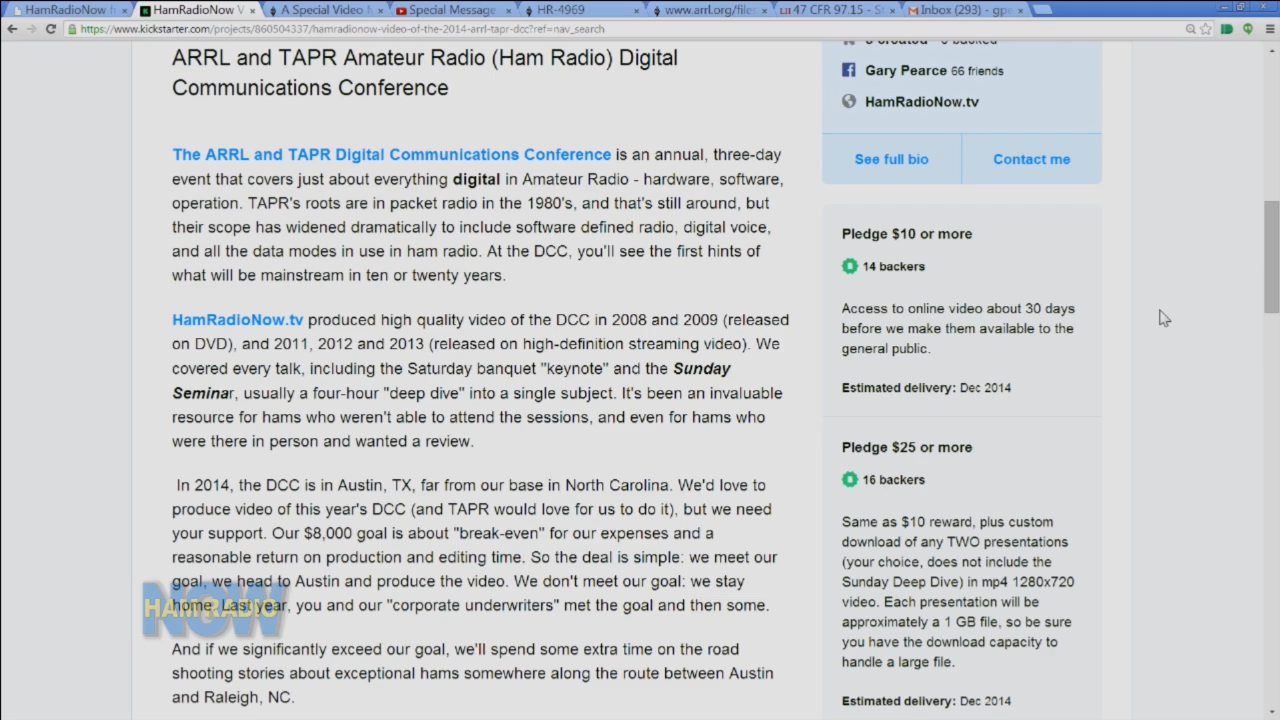 HamRadioNow
HamRadioNow V
A Special Video
Special Message
HR-4969
www.arrl.org/file
47 CFR 97.15 - S
Inbox (293) - gpe
https://www.kickstarter.com/projects/860504337/hamradionow-video-of-the-2014-arrl-tapr-dcc?ref=nav_search
ARRL and TAPR Amateur Radio (Ham Radio) Digital
Communications Conference
The ARRL and TAPR Digital Communications Conference is an annual, three-day
event that covers just about everything digital in Amateur Radio - hardware, software,
operation. TAPR's roots are in packet radio in the 1980's, and that's still around, but
their scope has widened dramatically to include software defined radio, digital voice,
and all the data modes in use in ham radio. At the DCC, you'll see the first hints of
what will be mainstream in ten or twenty years.
HamRadioNow.tv produced high quality video of the DCC in 2008 and 2009 (released
on DVD), and 2011, 2012 and 2013 (released on high-definition streaming video). We
covered every talk, including the Saturday banquet "keynote" and the Sunday
Seminar, usually a four-hour "deep dive" into a single subject. It's been an invaluable
resource for hams who weren't able to attend the sessions, and even for hams who
were there in person and wanted a review.
In 2014, the DCC is in Austin, TX, far from our base in North Carolina. We'd love to
produce video of this year's DCC (and TAPR would love for us to do it), but we need
your support. Our $8,000 goal is about "break-even" for our expenses and a
reasonable return on production and editing time. So the deal is simple: we meet our
goal, we head to Austin and produce the video. We don't meet our goal: we stay
home. Last year, you and our "corporate underwriters" met the goal and then some.
And if we significantly exceed our goal, we'll spend some extra time on the road
shooting stories about exceptional hams somewhere along the route between Austin
and Raleigh, NC.
HAM RADIO
NOW
Gary Pearce 66 friends
HamRadioNow.tv
See full bio
Contact me
Pledge $10 or more
14 backers
Access to online video about 30 days
before we make them available to the
general public.
Estimated delivery: Dec 2014
Pledge $25 or more
16 backers
Same as $10 reward, plus custom
download of any TWO presentations
(your choice, does not include the
Sunday Deep Dive) in mp4 1280x720
video. Each presentation will be
approximately a 1 GB file, so be sure
you have the download capacity to
handle a large file.
Estimated delivery: Dec 2014